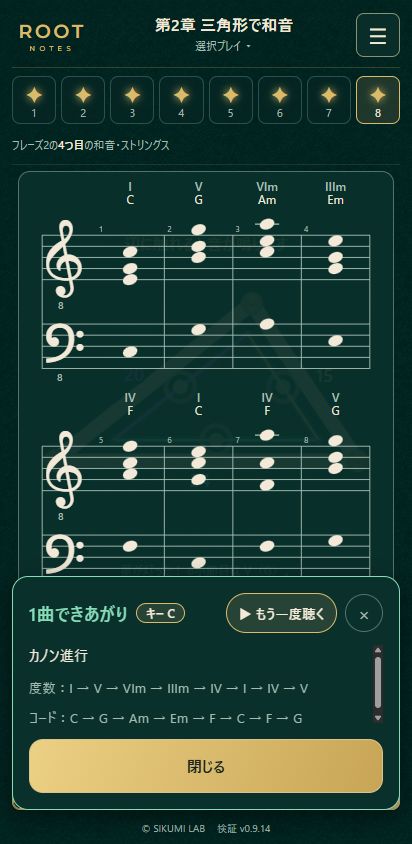 ROOT
NOTES
第2章 三角形で和音
選択プレイ
1 2 3 4 5 6 7 8
フレーズ2の4つ目の和音・ストリングス
I V VIm IIIm
C G Am Em
1 2 3 4
8
8
IV I IV V
F C F G
5 6 7 8
8
1曲できあがり キー C ▶ もう一度聴く ×
カノン進行
度数：I → V → VIm → IIIm → IV → I → IV → V
コード：C → G → Am → Em → F → C → F → G
閉じる
© SIKUMI LAB 検証 v0.9.14